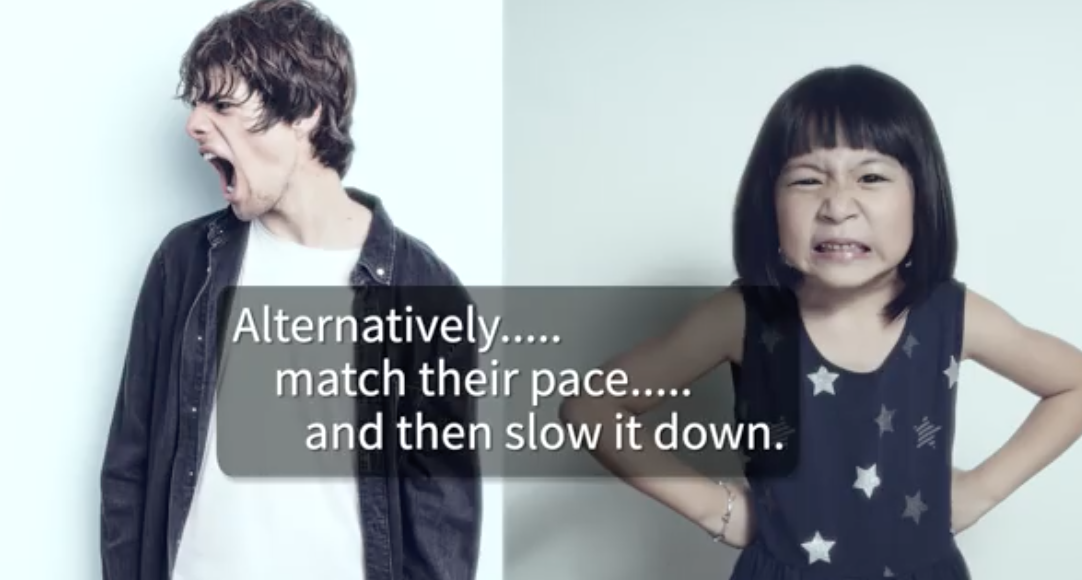 Alternatively.....
match their pace.....
and then slow it down.